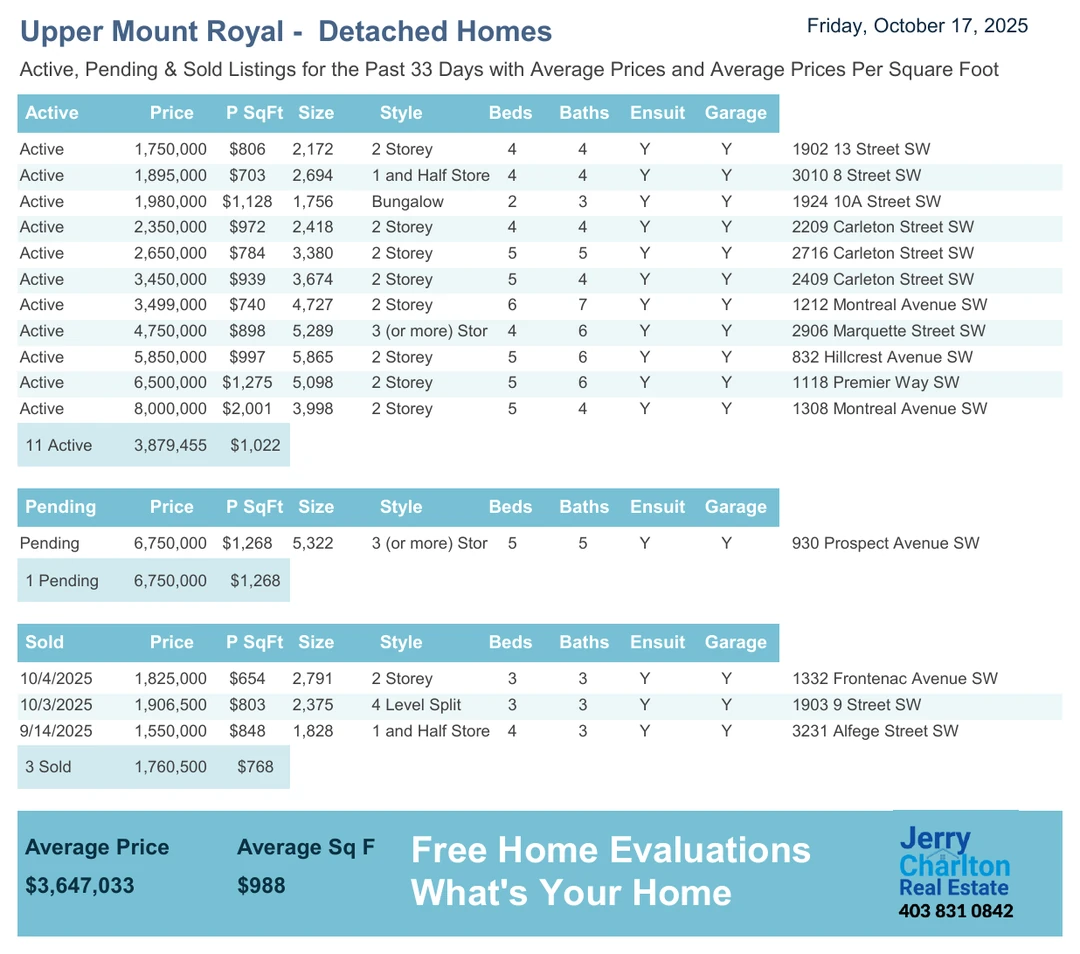 Upper Mount Royal -  Detached Homes
Friday, October 17, 2025
Active, Pending & Sold Listings for the Past 33 Days with Average Prices and Average Prices Per Square Foot
Active Price P SqFt Size Style Beds Baths Ensuit Garage
Active 1,750,000 $806 2,172 2 Storey 4 4 Y Y 1902 13 Street SW
Active 1,895,000 $703 2,694 1 and Half Store 4 4 Y Y 3010 8 Street SW
Active 1,980,000 $1,128 1,756 Bungalow 2 3 Y Y 1924 10A Street SW
Active 2,350,000 $972 2,418 2 Storey 4 4 Y Y 2209 Carleton Street SW
Active 2,650,000 $784 3,380 2 Storey 5 5 Y Y 2716 Carleton Street SW
Active 3,450,000 $939 3,674 2 Storey 5 4 Y Y 2409 Carleton Street SW
Active 3,499,000 $740 4,727 2 Storey 6 7 Y Y 1212 Montreal Avenue SW
Active 4,750,000 $898 5,289 3 (or more) Stor 4 6 Y Y 2906 Marquette Street SW
Active 5,850,000 $997 5,865 2 Storey 5 6 Y Y 832 Hillcrest Avenue SW
Active 6,500,000 $1,275 5,098 2 Storey 5 6 Y Y 1118 Premier Way SW
Active 8,000,000 $2,001 3,998 2 Storey 5 4 Y Y 1308 Montreal Avenue SW
11 Active 3,879,455 $1,022
Pending Price P SqFt Size Style Beds Baths Ensuit Garage
Pending 6,750,000 $1,268 5,322 3 (or more) Stor 5 5 Y Y 930 Prospect Avenue SW
1 Pending 6,750,000 $1,268
Sold Price P SqFt Size Style Beds Baths Ensuit Garage
10/4/2025 1,825,000 $654 2,791 2 Storey 3 3 Y Y 1332 Frontenac Avenue SW
10/3/2025 1,906,500 $803 2,375 4 Level Split 3 3 Y Y 1903 9 Street SW
9/14/2025 1,550,000 $848 1,828 1 and Half Store 4 3 Y Y 3231 Alfege Street SW
3 Sold 1,760,500 $768
Average Price Average Sq F
$3,647,033 $988
Free Home Evaluations
What's Your Home
Jerry
Charlton
Real Estate
403 831 0842